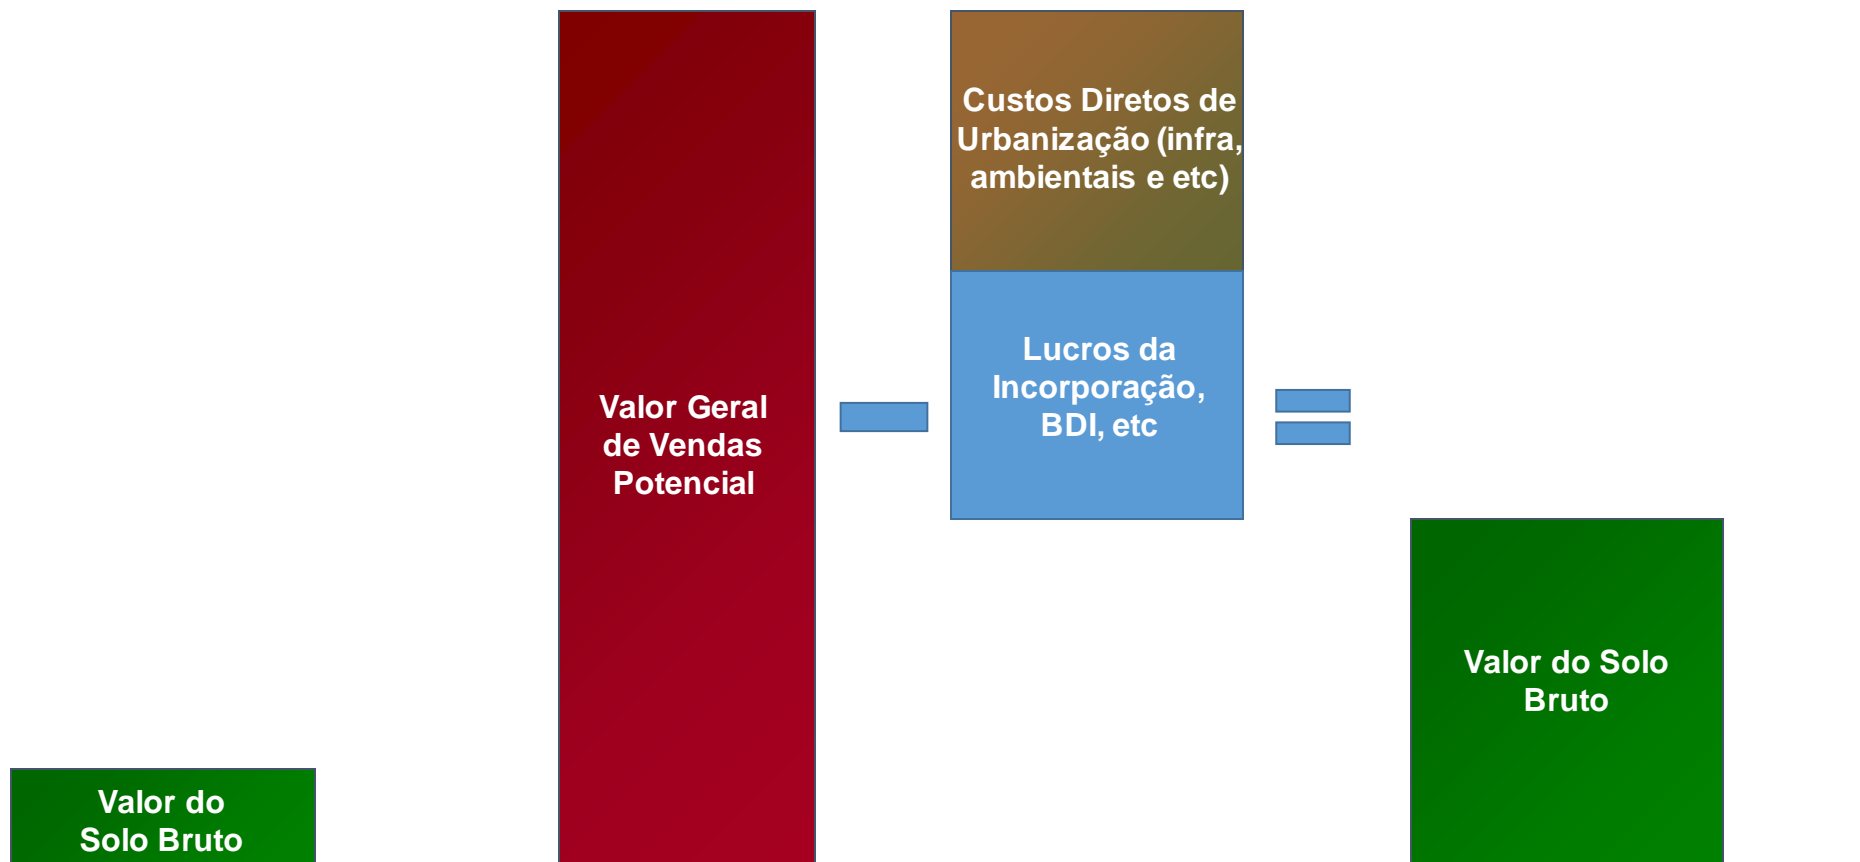 Valor Geral
de Vendas
Potencial
Custos Diretos de
Urbanização (infra,
ambientais e etc)
Lucros da
Incorporação,
BDI, etc
Valor do Solo
Bruto
Valor do
Solo Bruto